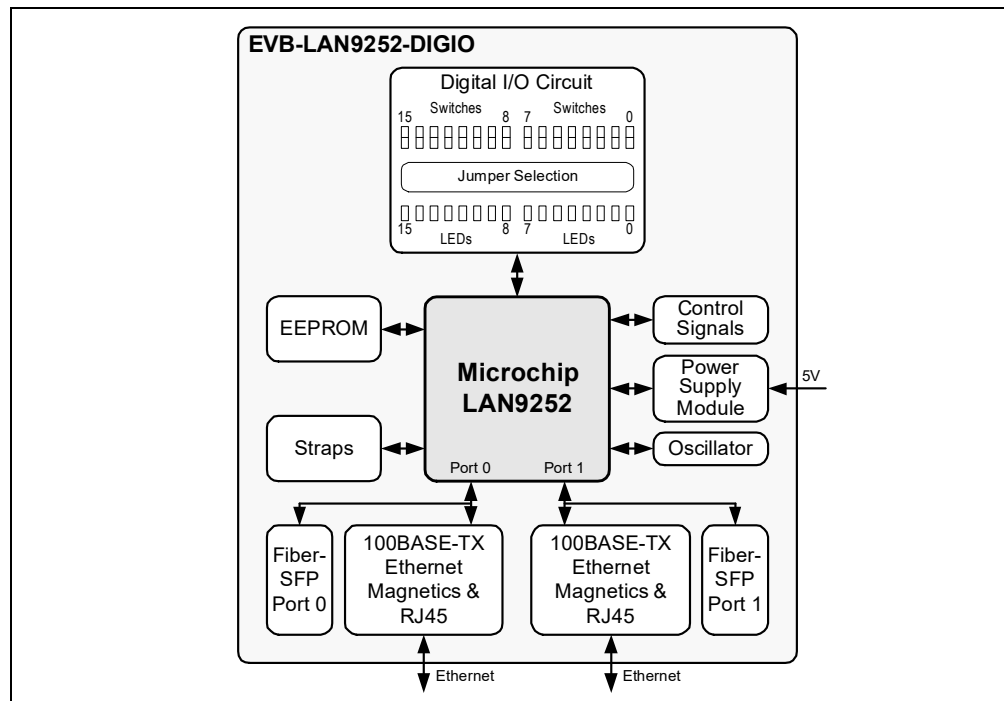 EVB-LAN9252-DIGIO
Digital I/O Circuit
Switches Switches
15 8 7 0
Jumper Selection
15 8 7 0
LEDs LEDs
EEPROM
Control
Signals
Microchip
LAN9252
Power
Supply
Module
5V
Straps
Oscillator
Port 0 Port 1
Fiber-
SFP
Port 0
100BASE-TX
Ethernet
Magnetics &
RJ45
100BASE-TX
Ethernet
Magnetics &
RJ45
Fiber-
SFP
Port 1
Ethernet Ethernet